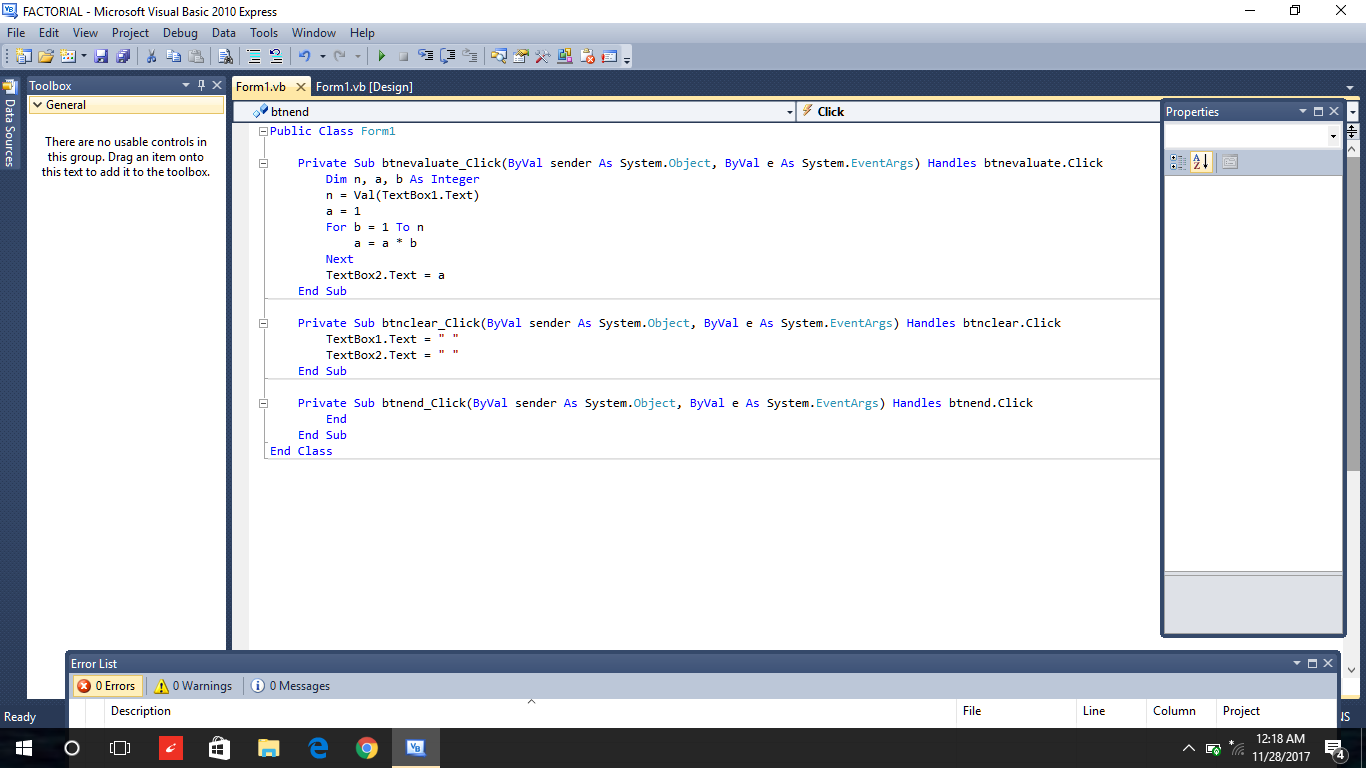 FACTORIAL - Microsoft Visual Basic 2010 Express
File Edit View Project Debug Data Tools Window Help
Data Sources
Toolbox
General
There are no usable controls in
this group. Drag an item onto
this text to add it to the toolbox.
Form1.vb Form1.vb [Design]
btnend Click
Public Class Form1
Private Sub btnevaluate_Click(ByVal sender As System.Object, ByVal e As System.EventArgs) Handles btnevaluate.Click
Dim n, a, b As Integer
n = Val(TextBox1.Text)
a = 1
For b = 1 To n
a = a * b
Next
TextBox2.Text = a
End Sub
Private Sub btnclear_Click(ByVal sender As System.Object, ByVal e As System.EventArgs) Handles btnclear.Click
TextBox1.Text = " "
TextBox2.Text = " "
End Sub
Private Sub btnend_Click(ByVal sender As System.Object, ByVal e As System.EventArgs) Handles btnend.Click
End
End Sub
End Class
Properties
Error List
0 Errors 0 Warnings 0 Messages
Description File Line Column Project
Ready
12:18 AM
11/28/2017
4